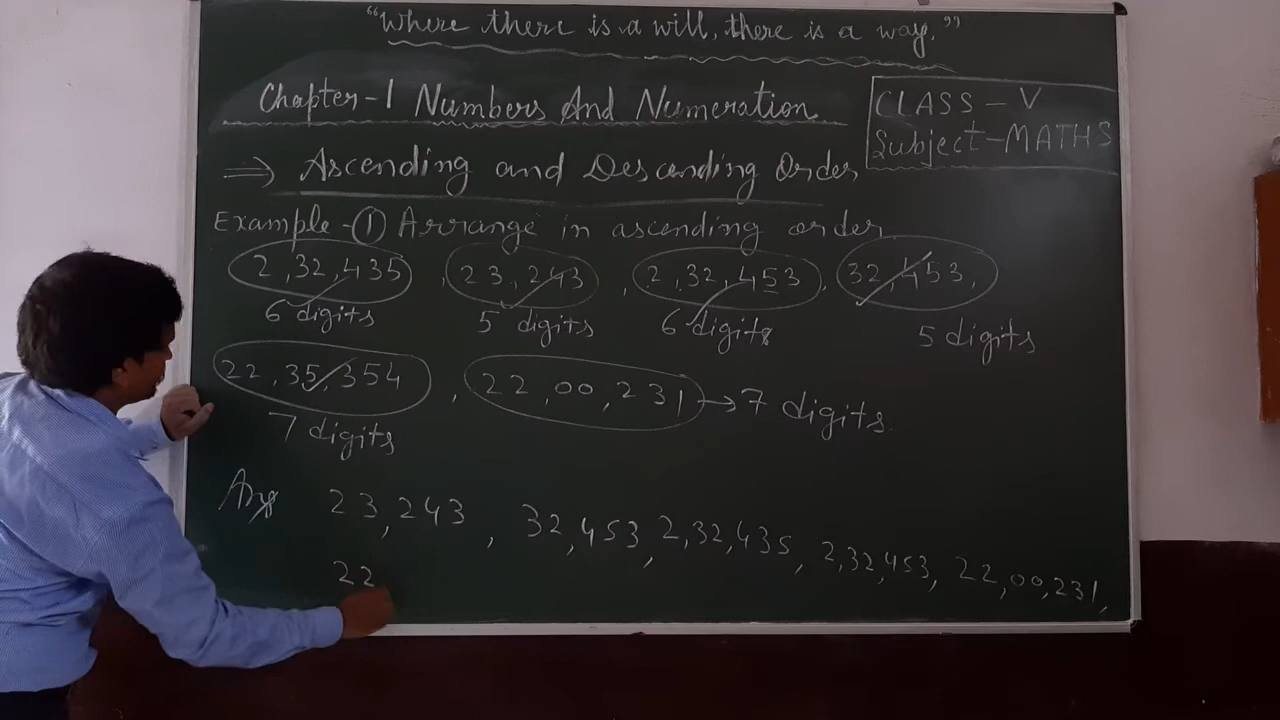 "Where there is a will, there is a way."
Chapter-1 Numbers And Numeration
CLASS - V
Subject-MATHS
⇒ Ascending and Descending Order
Example-① Arrange in ascending order
2,32,435, 23,243, 2,32,453, 32,453,
6 digits 5 digits 6 digits 5 digits
22,35,354, 22,00,231 → 7 digits
7 digits
Ans 23,243, 32,453, 2,32,435, 2,32,453, 22,00,231,
22